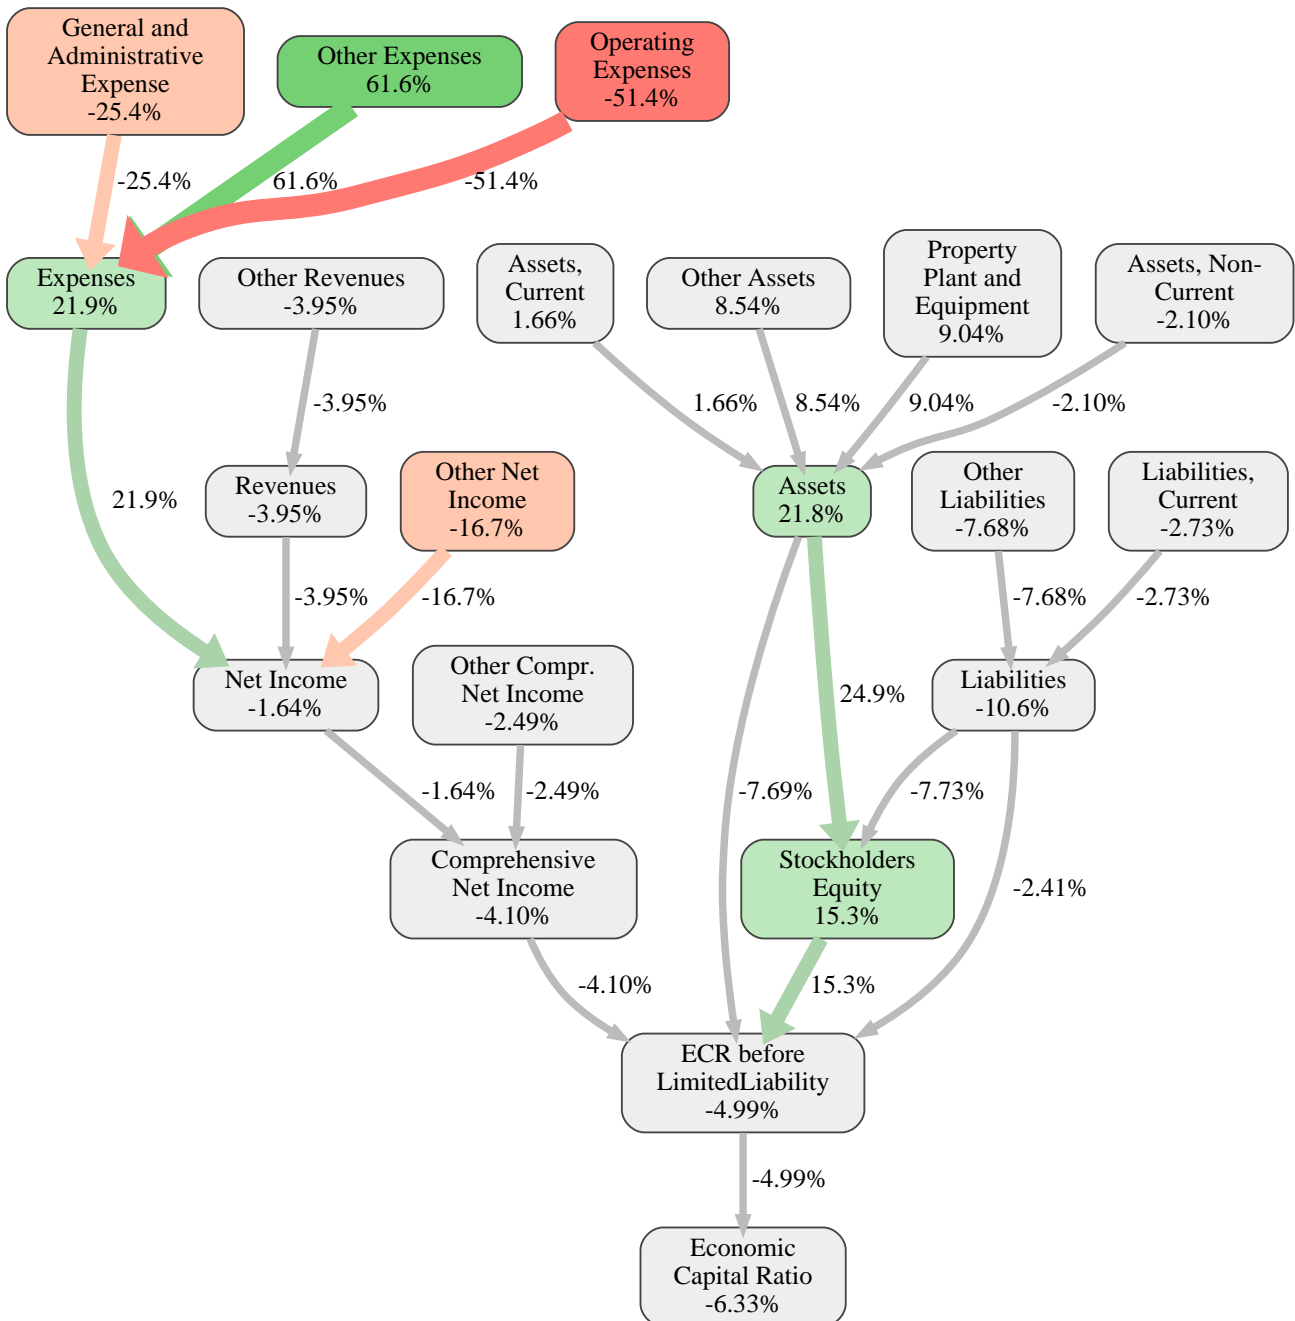 General and
Administrative
Expense
-25.4%
Other Expenses
61.6%
Operating
Expenses
-51.4%
-25.4%
61.6%
-51.4%
Expenses
21.9%
Other Revenues
-3.95%
Assets,
Current
1.66%
Other Assets
8.54%
Property
Plant and
Equipment
9.04%
Assets, Non-
Current
-2.10%
-3.95%
1.66%
8.54%
9.04%
-2.10%
21.9%
Revenues
-3.95%
Other Net
Income
-16.7%
Assets
21.8%
Other
Liabilities
-7.68%
Liabilities,
Current
-2.73%
-3.95%
-16.7%
-7.68%
-2.73%
Net Income
-1.64%
Other Compr.
Net Income
-2.49%
24.9%
Liabilities
-10.6%
-1.64%
-2.49%
-7.69%
-7.73%
Comprehensive
Net Income
-4.10%
Stockholders
Equity
15.3%
-2.41%
-4.10%
15.3%
ECR before
LimitedLiability
-4.99%
-4.99%
Economic
Capital Ratio
-6.33%